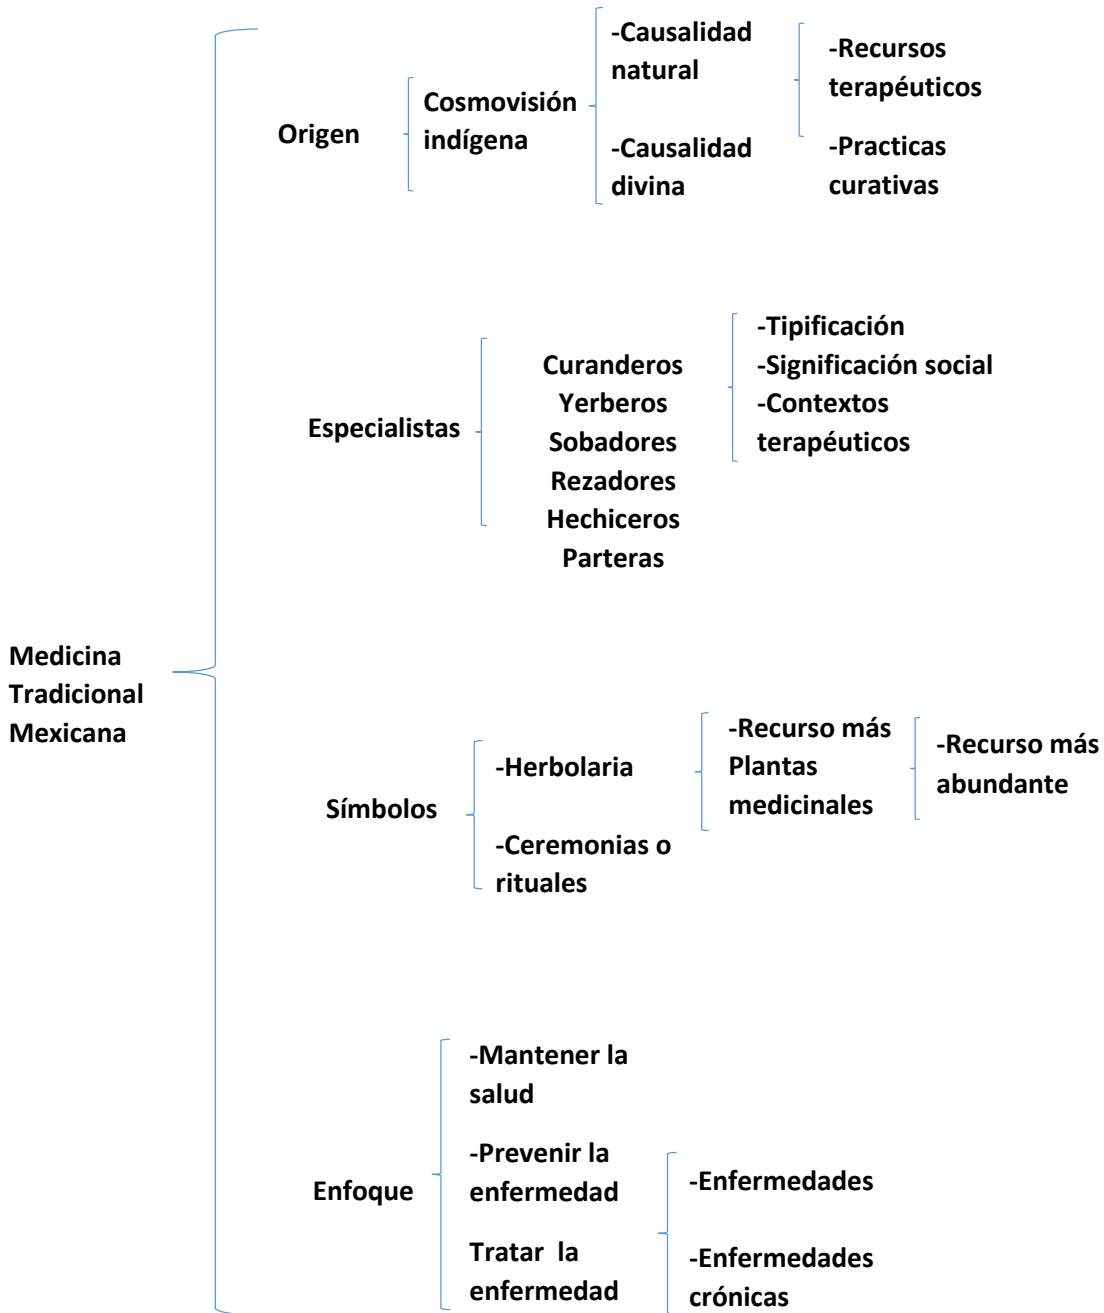 Medicina
Tradicional
Mexicana
Origen
Cosmovisión
indígena
-Causalidad
natural
-Causalidad
divina
-Recursos
terapéuticos
-Practicas
curativas
Especialistas
Curanderos
Yerberos
Sobadores
Rezadores
Hechiceros
Parteras
-Tipificación
-Significación social
-Contextos
terapéuticos
Símbolos
-Herbolaria
-Ceremonias o
rituales
-Recurso más
Plantas
medicinales
-Recurso más
abundante
Enfoque
-Mantener la
salud
-Prevenir la
enfermedad
Tratar  la
enfermedad
-Enfermedades
-Enfermedades
crónicas